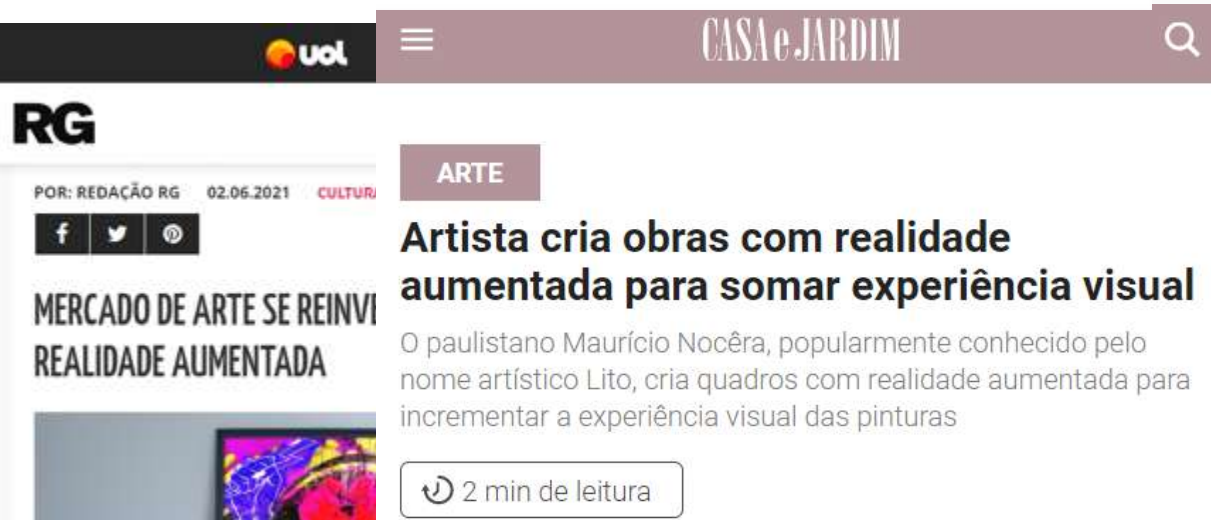 uol
RG
POR: REDAÇÃO RG 02.06.2021
MERCADO DE ARTE SE
REALIDADE AUMENTADA
CASA e JARDIM
ARTE
Artista cria obras com realidade
aumentada para somar experiência visual
O paulistano Maurício Nocêra, popularmente conhecido pelo
nome artístico Lito, cria quadros com realidade aumentada para
incrementar a experiência visual das pinturas
2 min de leitura